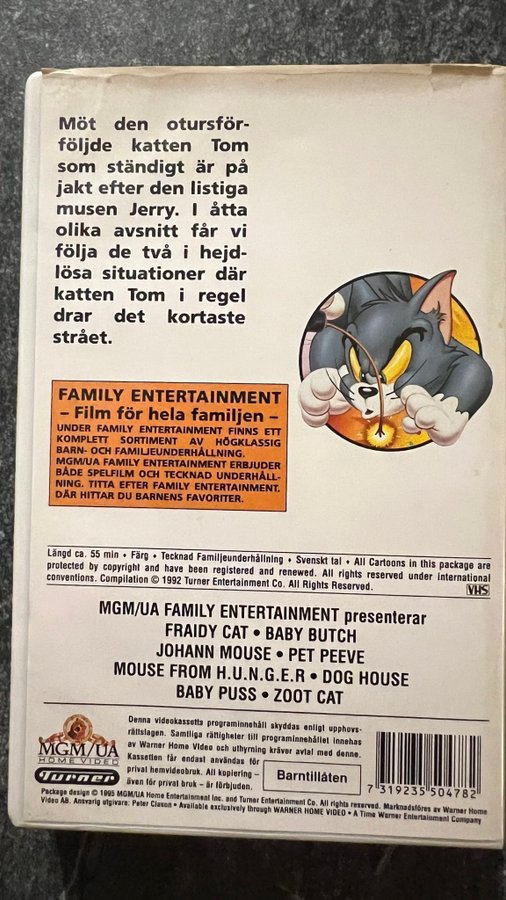 Möt den otursför-
följde katten Tom
som ständigt är på
jakt efter den listiga
musen Jerry. I åtta
olika avsnitt får vi
följa de två i hejd-
lösa situationer där
katten Tom i regel
drar det kortaste
strået.
FAMILY ENTERTAINMENT
– Film för hela familjen –
UNDER FAMILY ENTERTAINMENT FINNS ETT
KOMPLETT SORTIMENT AV HÖGKLASSIG
BARN- OCH FAMILJEUNDERHÅLLNING.
MGM/UA FAMILY ENTERTAINMENT ERBJUDER
BÅDE SPELFILM OCH TECKNAD UNDERHÅLL-
NING. TITTA EFTER FAMILY ENTERTAINMENT.
DÄR HITTAR DU BARNENS FAVORITER.
Längd ca. 55 min • Färg • Tecknad Familjeunderhållning • Svenskt tal • All Cartoons in this package are
protected by copyright and have been registered and renewed. All rights reserved under international
conventions. Compilation © 1992 Turner Entertainment Co. All Rights Reserved.
VHS
MGM/UA FAMILY ENTERTAINMENT presenterar
FRAIDY CAT • BABY BUTCH
JOHANN MOUSE • PET PEEVE
MOUSE FROM H.U.N.G.E.R • DOG HOUSE
BABY PUSS • ZOOT CAT
MGM/UA
HOME VIDEO
Turner
Denna videokassetts programinnehåll skyddas enligt upphovs-
rättslagen. Samtliga rättigheter till programinnehållet innehas
av Warner Home Video och uthyrning kräver avtal med denne.
Kassetten får endast användas för
privat hemvideobruk. All kopiering –
även för privat bruk – är förbjuden.
Barntillåten
7 319235 504782
Package design © 1995 MGM/UA Home Entertainment Inc. and Turner Entertainment Co. All rights reserved. Marknadsföres av Warner Home
Video AB. Ansvarig utgivare: Peter Clason • Available exclusively through WARNER HOME VIDEO • A Time Warner Entertainment Company